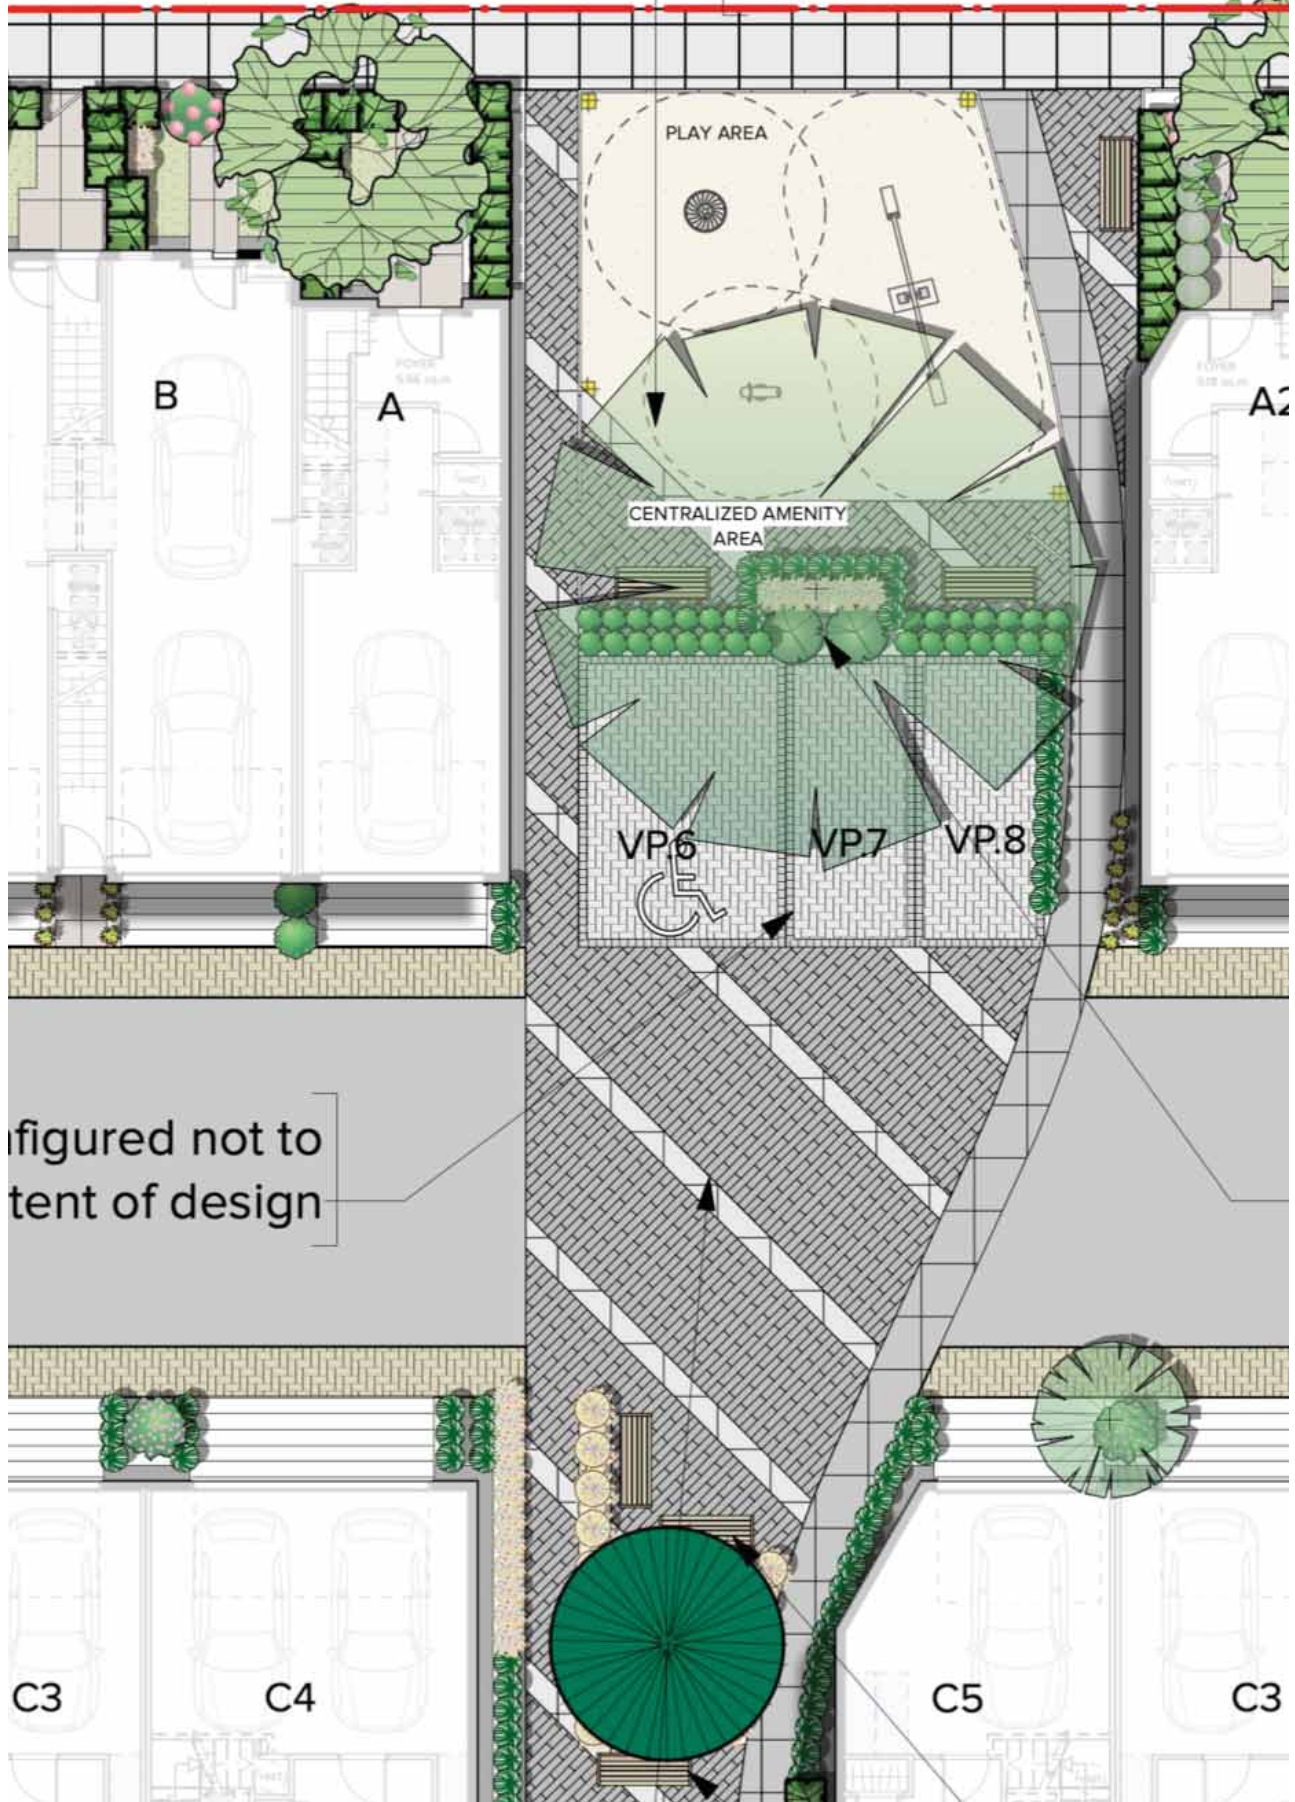 PLAY AREA
B
A
FOYER
A2
CENTRALIZED AMENITY
AREA
VP.6
VP.7
VP.8
nfigured not to
tent of design
C3
C4
C5
C3